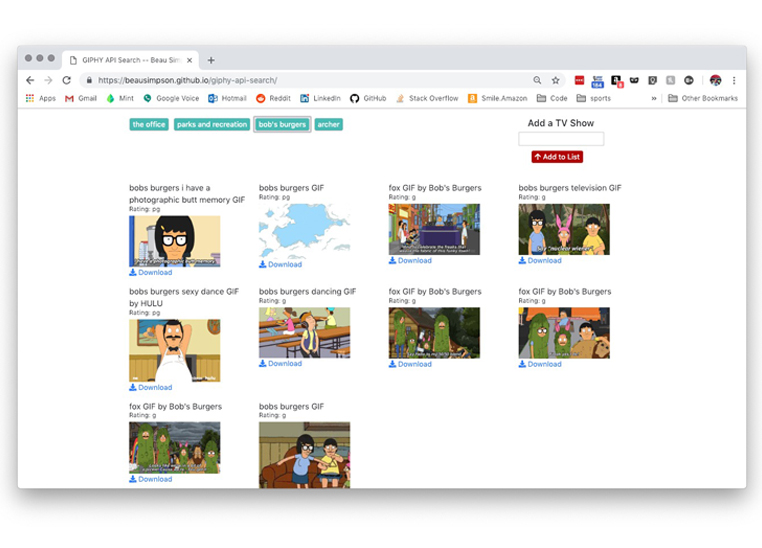 GIPHY API Search -- Beau Sim
https://beausimpson.github.io/giphy-api-search/
Apps Gmail Mint Google Voice Hotmail Reddit LinkedIn GitHub Stack Overflow Smile.Amazon Code sports » Other Bookmarks
the office parks and recreation bob's burgers archer
Add a TV Show
Add to List
bobs burgers i have a
photographic butt memory GIF
Rating: pg
Download
bobs burgers GIF
Rating: pg
Download
fox GIF by Bob's Burgers
Rating: g
Download
bobs burgers television GIF
Rating: g
Say "nuclear wiener."
Download
bobs burgers sexy dance GIF
by HULU
Rating: pg
Download
bobs burgers dancing GIF
Rating: g
Download
fox GIF by Bob's Burgers
Rating: g
Download
fox GIF by Bob's Burgers
Rating: g
Download
fox GIF by Bob's Burgers
Rating: g
Download
bobs burgers GIF
Rating: g